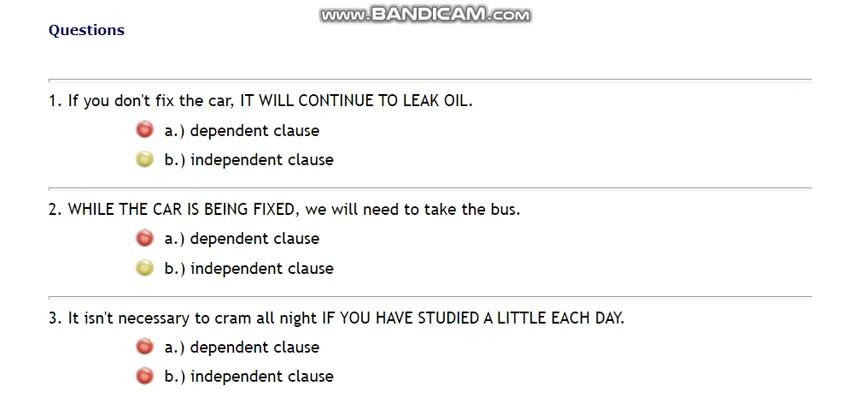 www.BANDICAM.com
Questions
1. If you don't fix the car, IT WILL CONTINUE TO LEAK OIL.
a.) dependent clause
b.) independent clause
2. WHILE THE CAR IS BEING FIXED, we will need to take the bus.
a.) dependent clause
b.) independent clause
3. It isn't necessary to cram all night IF YOU HAVE STUDIED A LITTLE EACH DAY.
a.) dependent clause
b.) independent clause